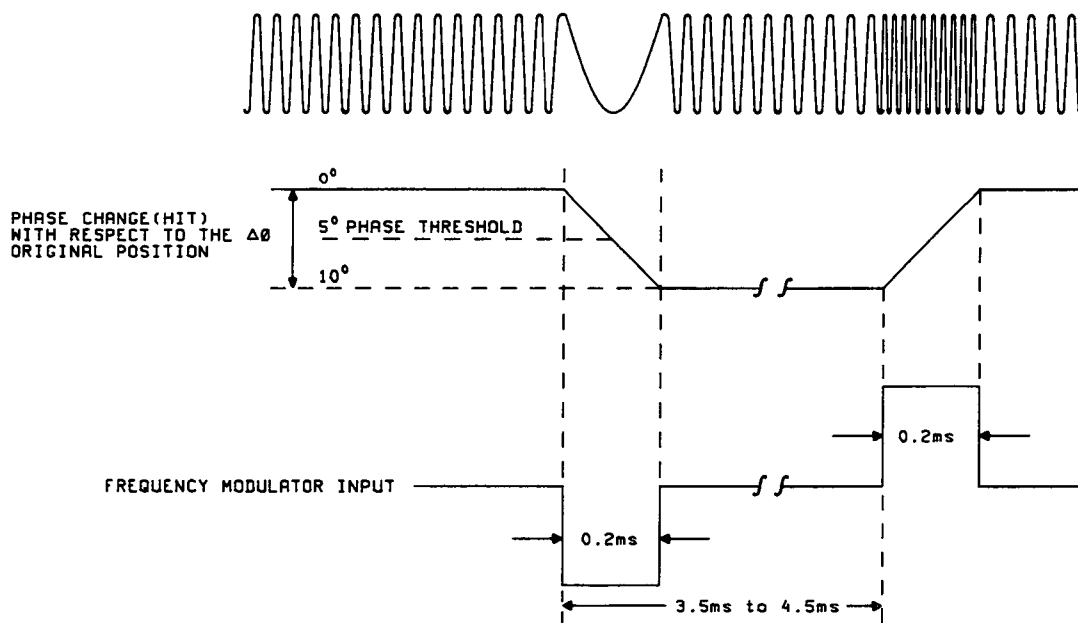 0°
PHASE CHANGE(HIT)
WITH RESPECT TO THE ΔØ
ORIGINAL POSITION
5° PHASE THRESHOLD
10°
0.2ms
FREQUENCY MODULATOR INPUT
0.2ms
3.5ms to 4.5ms